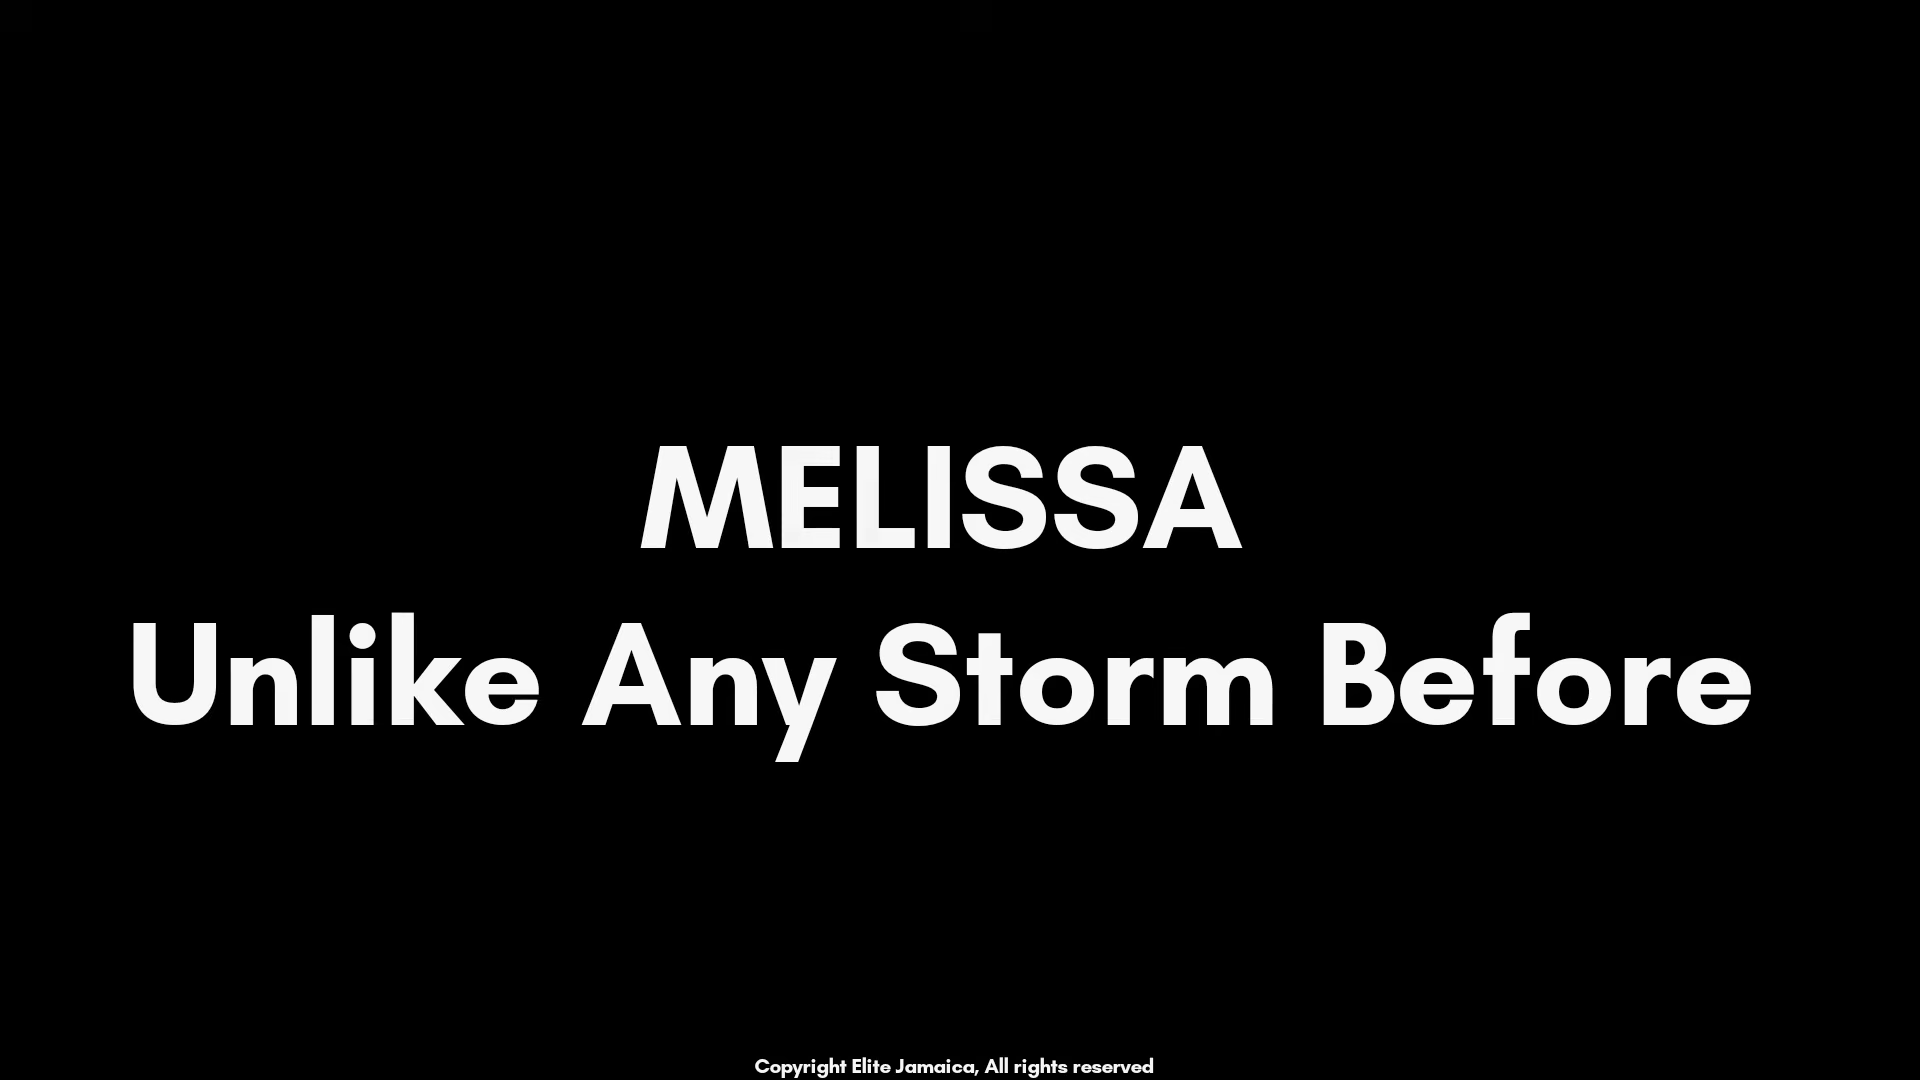 MELISSA
Unlike Any Storm Before
Copyright Elite Jamaica, All rights reserved